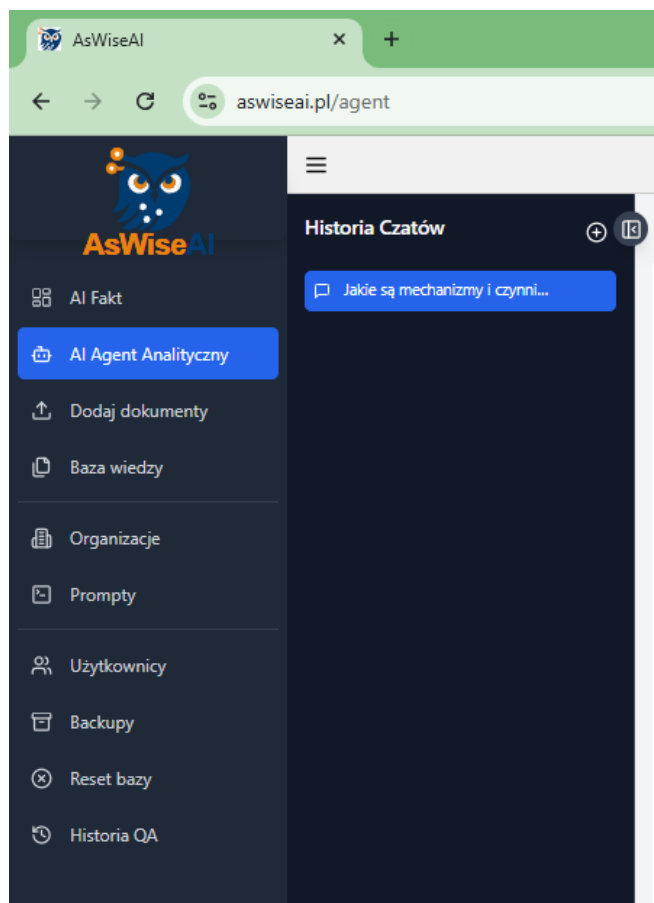 AsWiseAI
aswiseai.pl/agent
AsWiseAI
Historia Czatów
AI Fakt
Jakie są mechanizmy i czynni...
AI Agent Analityczny
Dodaj dokumenty
Baza wiedzy
Organizacje
Prompty
Użytkownicy
Backupy
Reset bazy
Historia QA